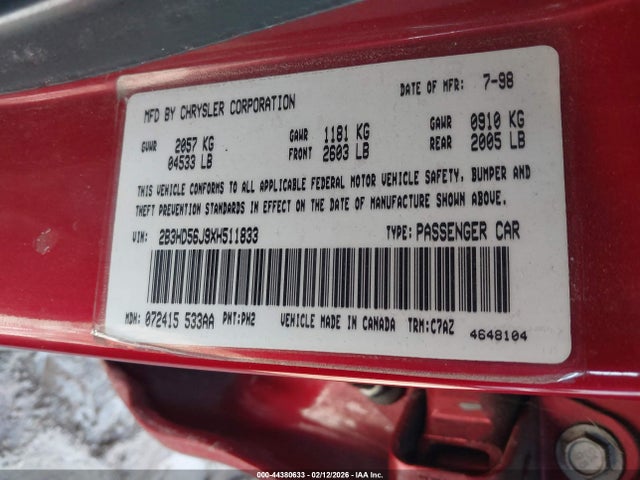 MFD BY CHRYSLER CORPORATION DATE OF MFR: 7-98
GVWR 2057 KG GAWR 1181 KG GAWR 0910 KG
04533 LB FRONT 2603 LB REAR 2005 LB
THIS VEHICLE CONFORMS TO ALL APPLICABLE FEDERAL MOTOR VEHICLE SAFETY, BUMPER AND
THEFT PREVENTION STANDARDS IN EFFECT ON THE DATE OF MANUFACTURE SHOWN ABOVE.
VIN: 2B3HD56J9XH511833 TYPE: PASSENGER CAR
MDH: 072415 533AA PNT:PH2 VEHICLE MADE IN CANADA TRM:C7AZ
4648104
000-44380633 - 02/12/2026 - IAA Inc.